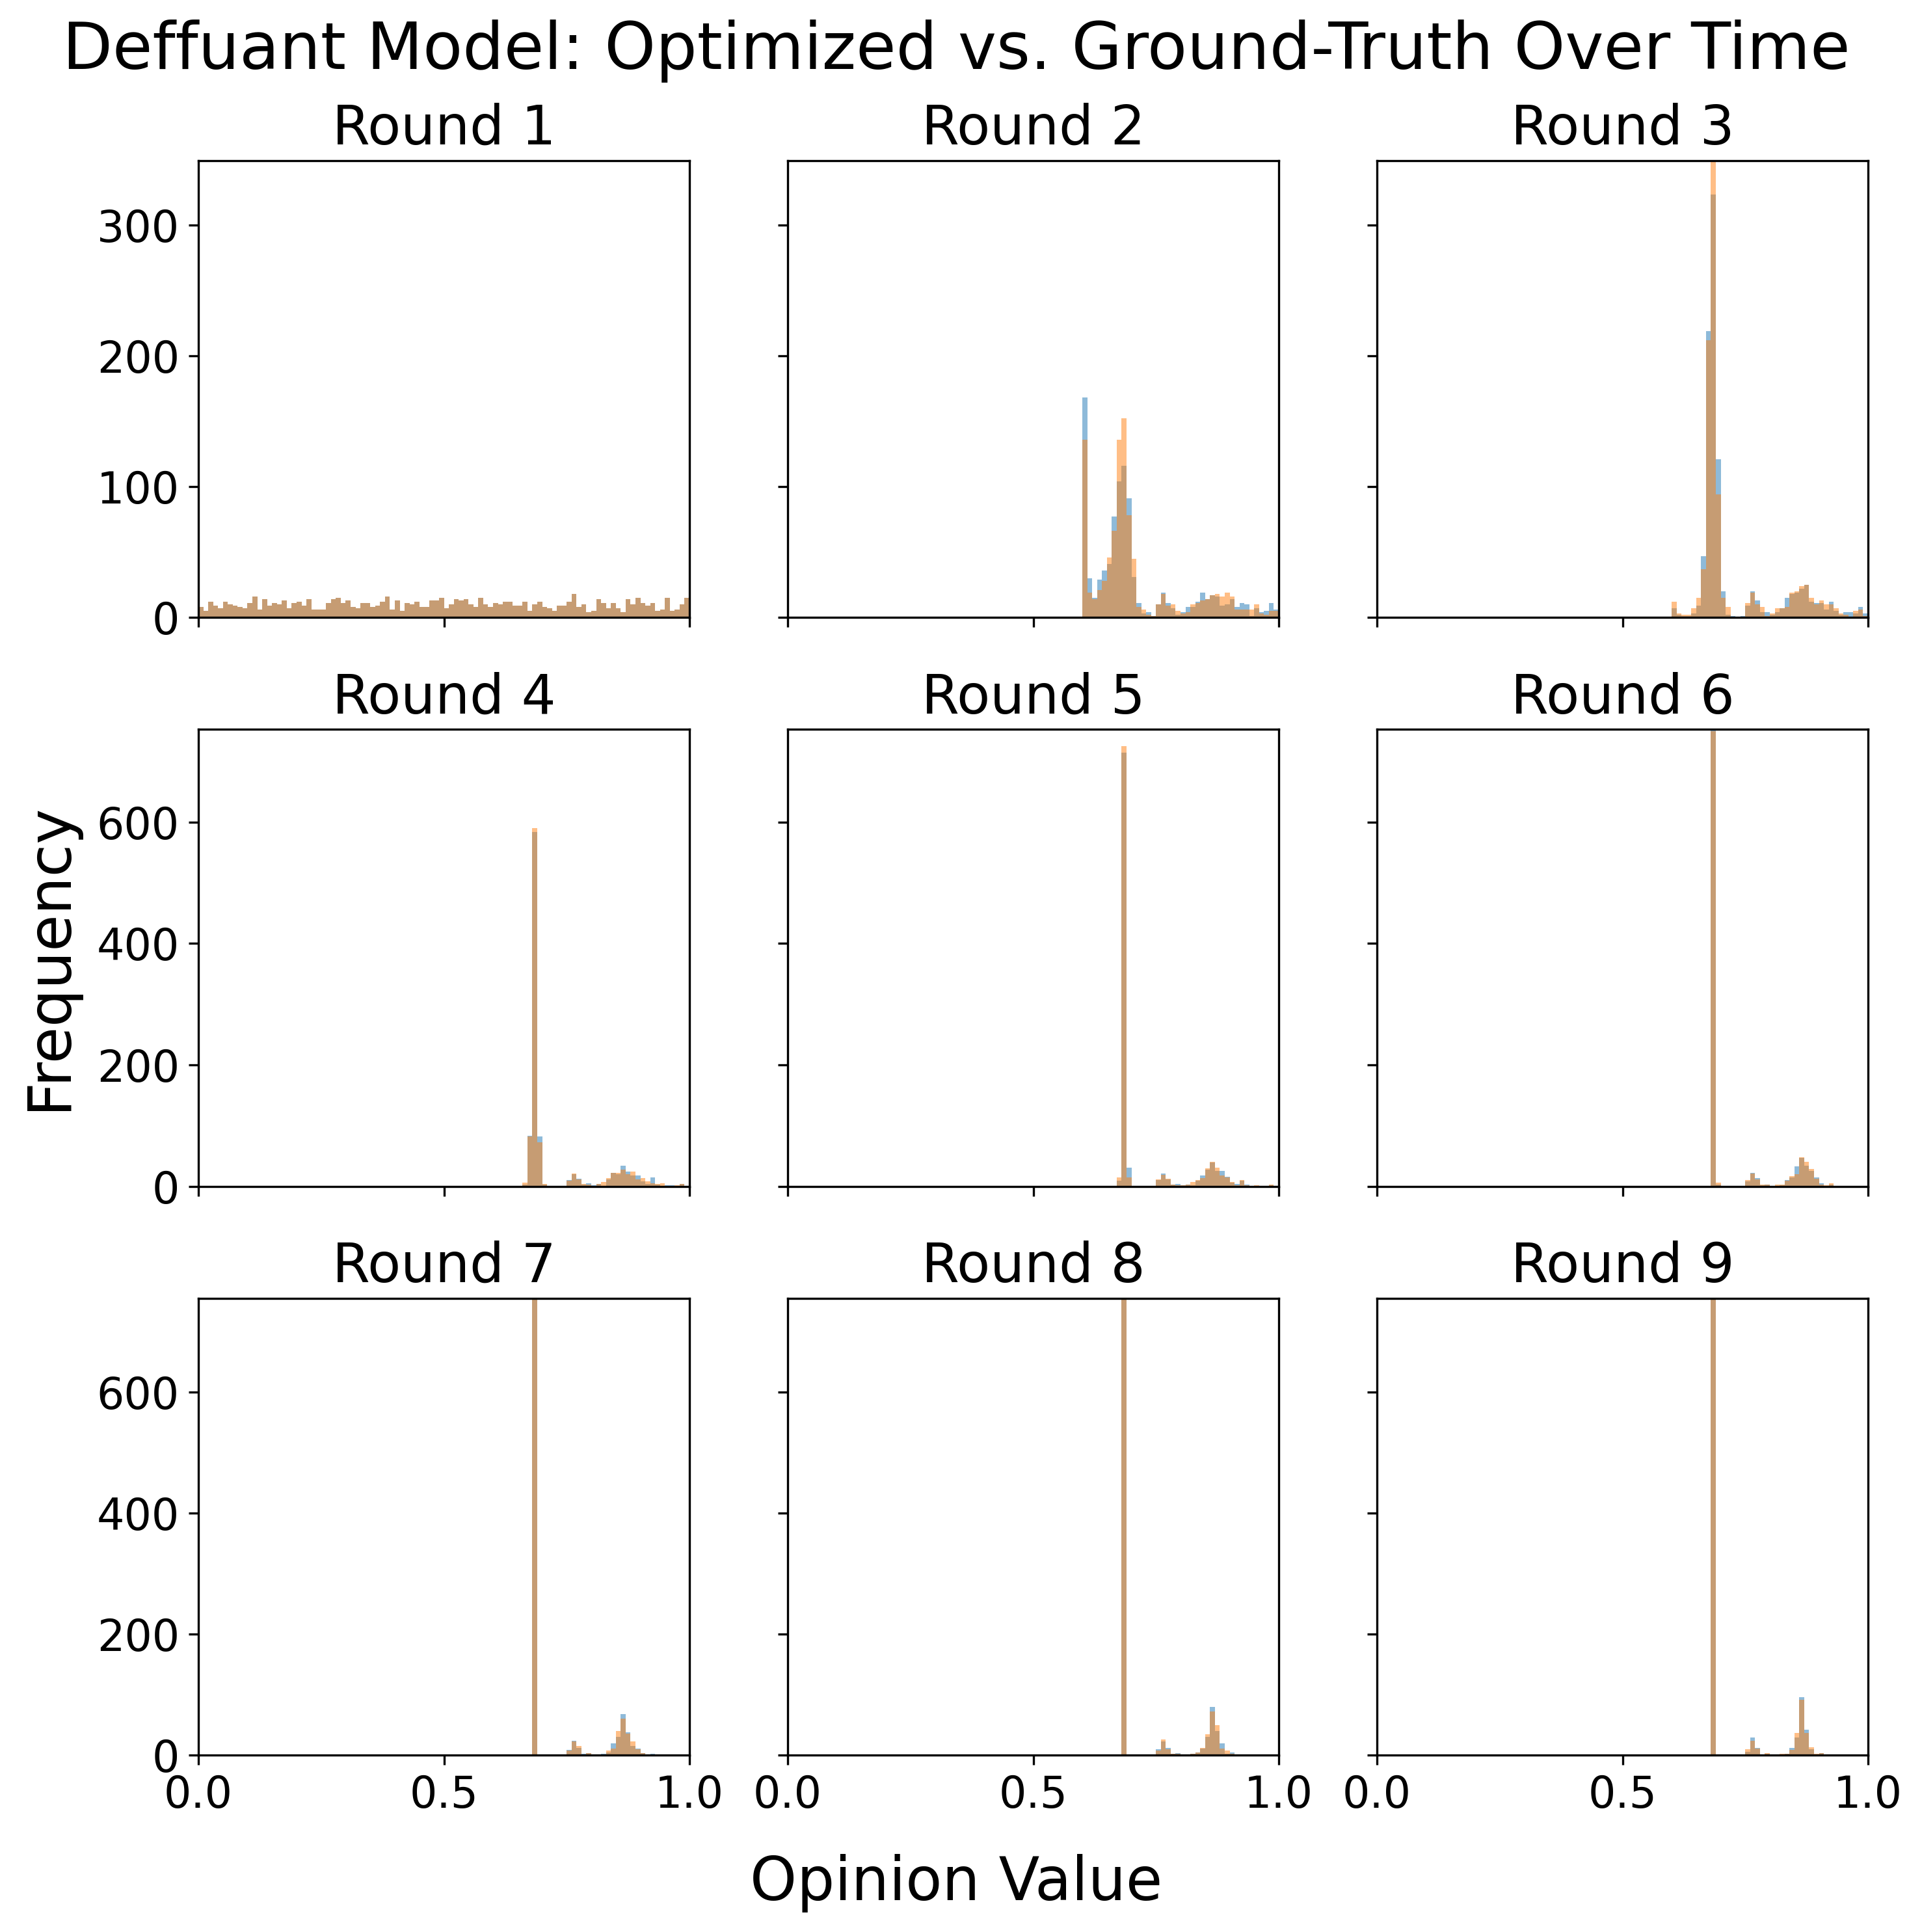 Deffuant Model: Optimized vs. Ground-Truth Over Time
Round 1
Round 2
Round 3
300
200
100
0
Round 4
Round 5
Round 6
Frequency
600
400
200
0
Round 7
Round 8
Round 9
600
400
200
0
0.0 0.5 1.0 0.0 0.5 1.0 0.0 0.5 1.0
Opinion Value